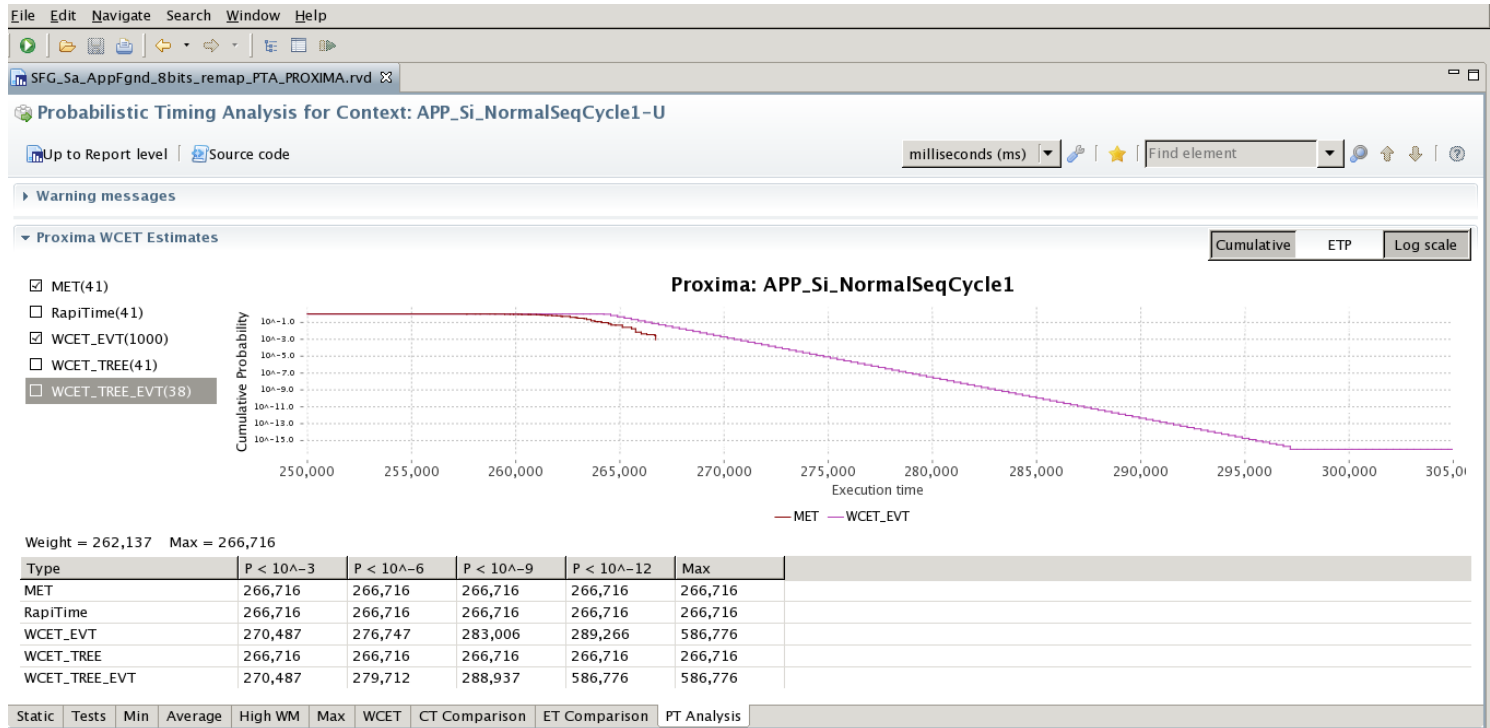 File Edit Navigate Search Window Help
SFG_Sa_AppFgnd_8bits_remap_PTA_PROXIMA.rvd
Probabilistic Timing Analysis for Context: APP_Si_NormalSeqCycle1-U
Up to Report level Source code milliseconds (ms) Find element
Warning messages
Proxima WCET Estimates
Cumulative ETP Log scale
MET(41)
RapiTime(41)
WCET_EVT(1000)
WCET_TREE(41)
WCET_TREE_EVT(38)
Proxima: APP_Si_NormalSeqCycle1
Cumulative Probability
10^-1.0
10^-3.0
10^-5.0
10^-7.0
10^-9.0
10^-11.0
10^-13.0
10^-15.0
250,000 255,000 260,000 265,000 270,000 275,000 280,000 285,000 290,000 295,000 300,000 305,0
Execution time
MET WCET_EVT
Weight = 262,137 Max = 266,716
Type P < 10^-3 P < 10^-6 P < 10^-9 P < 10^-12 Max
MET 266,716 266,716 266,716 266,716 266,716
RapiTime 266,716 266,716 266,716 266,716 266,716
WCET_EVT 270,487 276,747 283,006 289,266 586,776
WCET_TREE 266,716 266,716 266,716 266,716 266,716
WCET_TREE_EVT 270,487 279,712 288,937 586,776 586,776
Static Tests Min Average High WM Max WCET CT Comparison ET Comparison PT Analysis